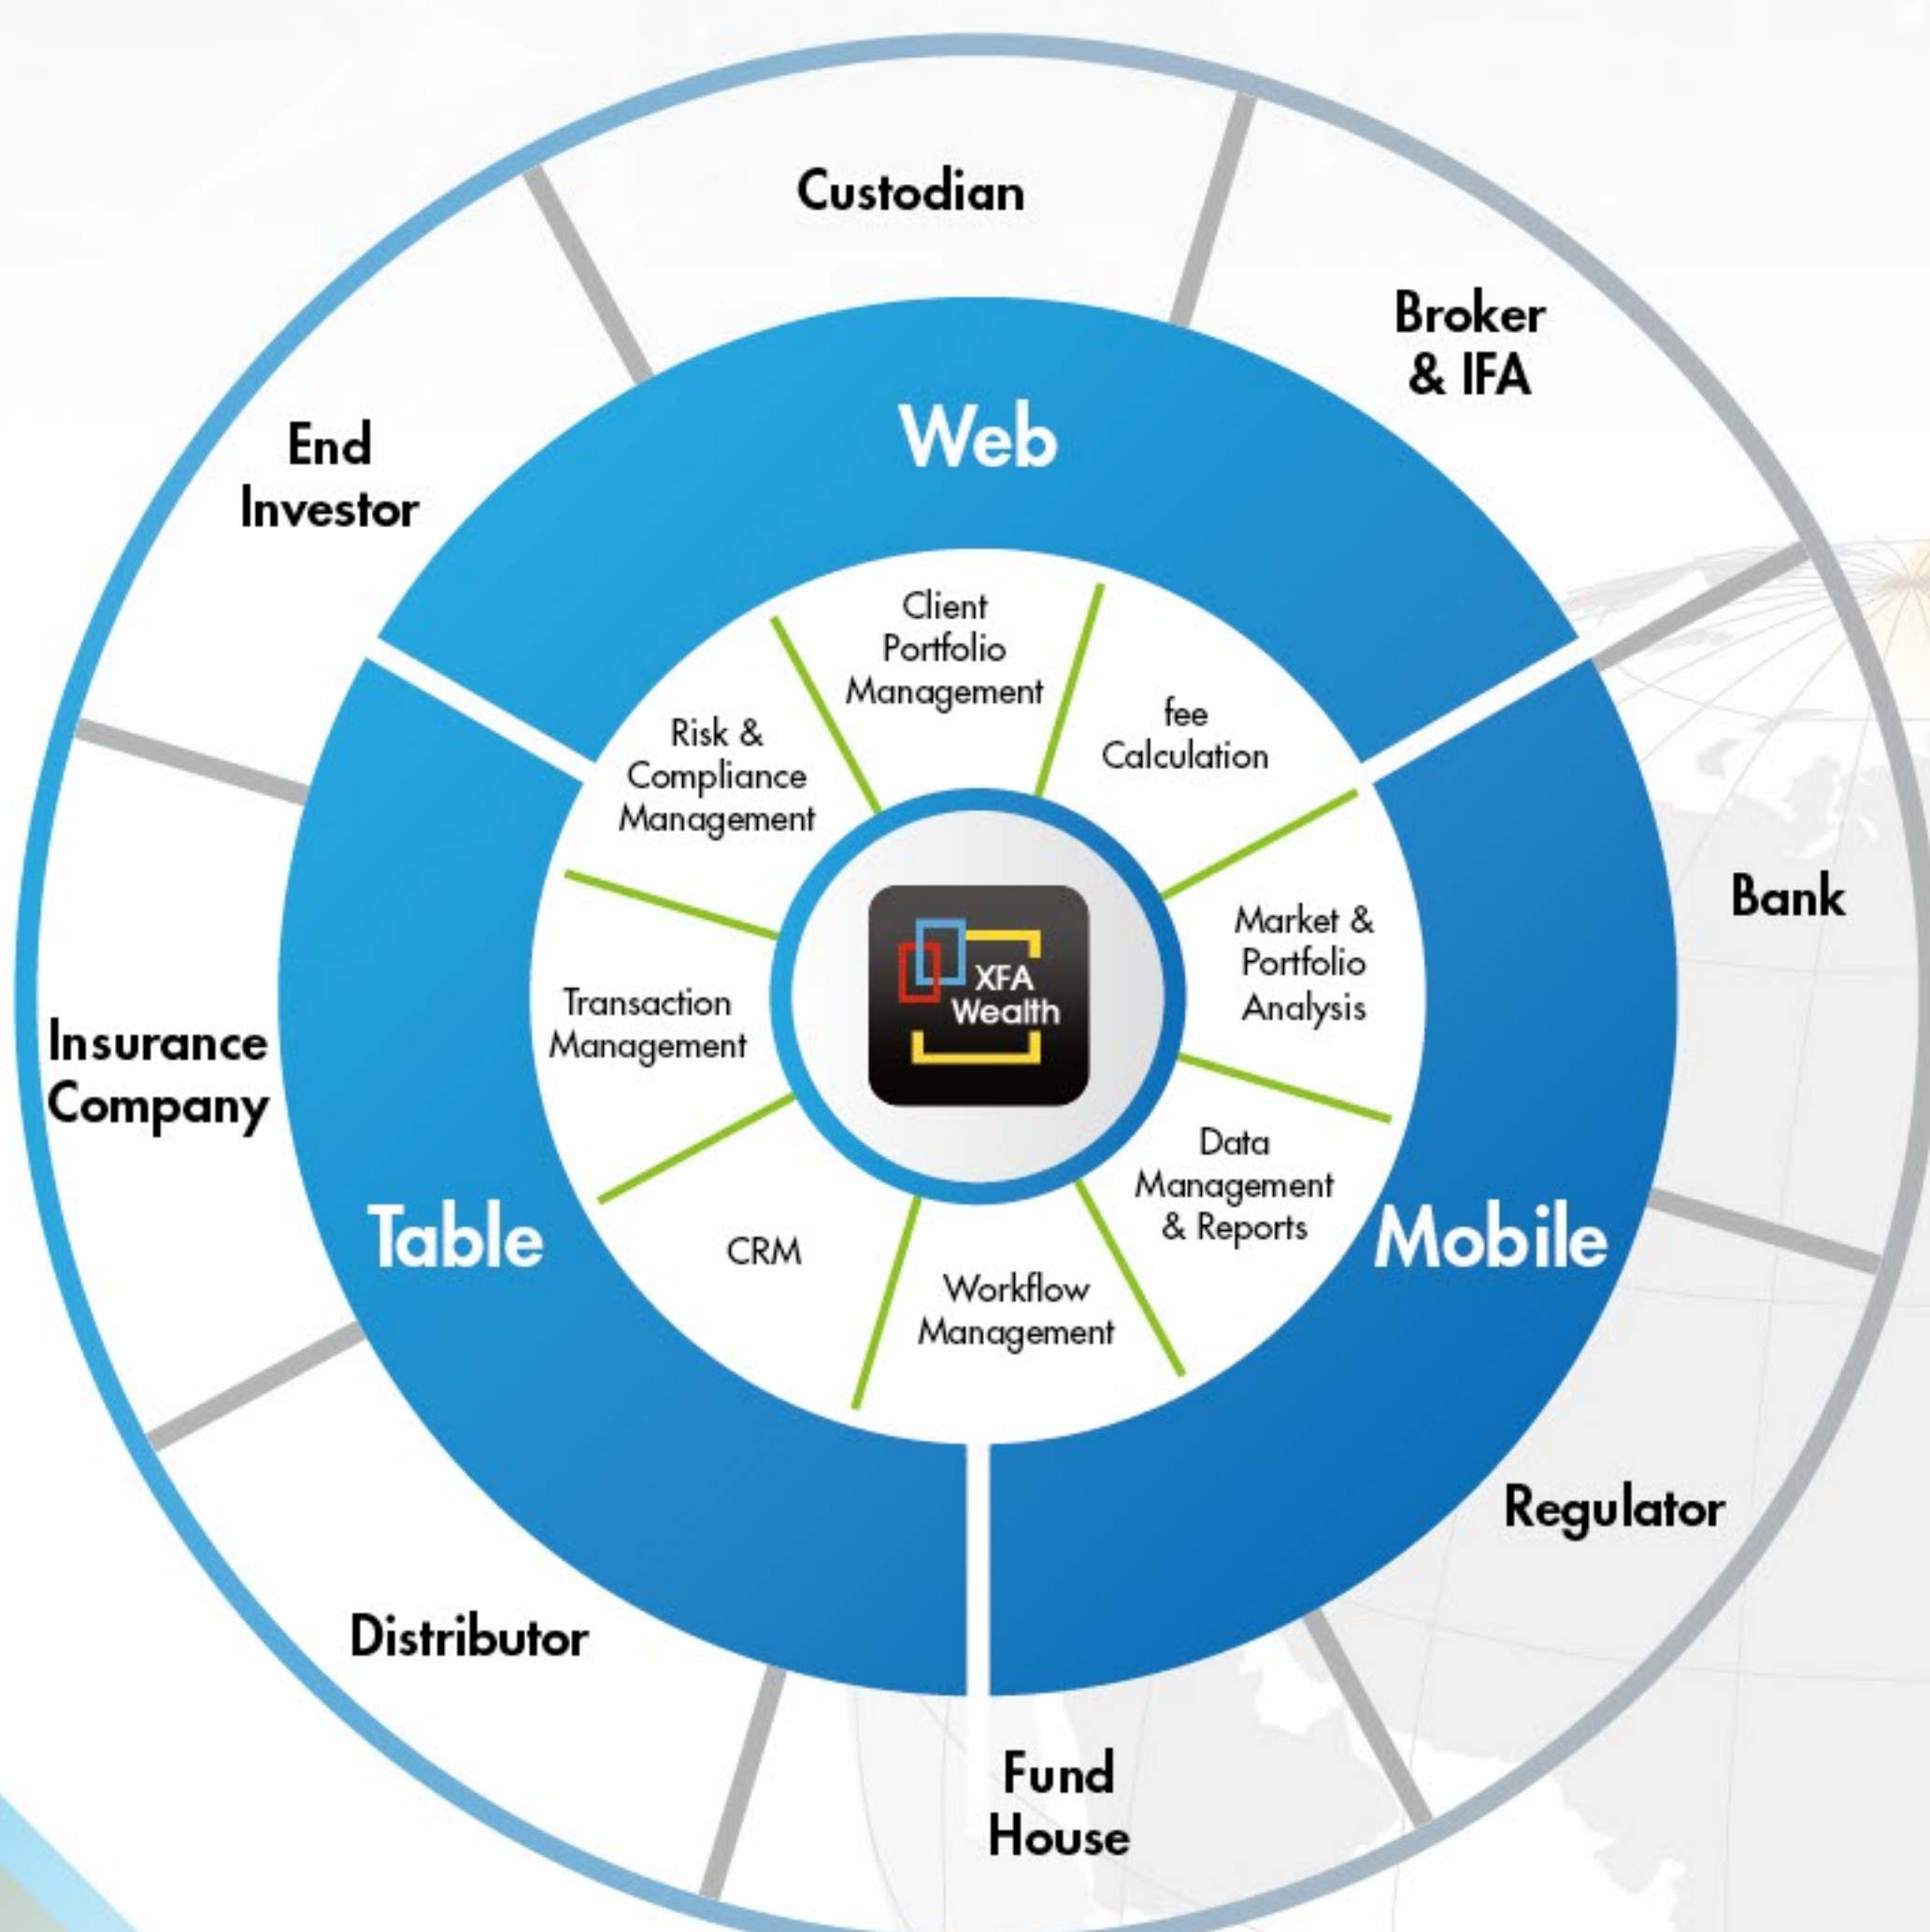 Custodian
Broker
& IFA
End
Investor
Web
Client
Portfolio
Management
fee
Calculation
Risk &
Compliance
Management
Bank
Market &
Portfolio
Analysis
XFA
Wealth
Transaction
Management
Insurance
Company
Data
Management
& Reports
Table
Mobile
CRM
Workflow
Management
Regulator
Distributor
Fund
House